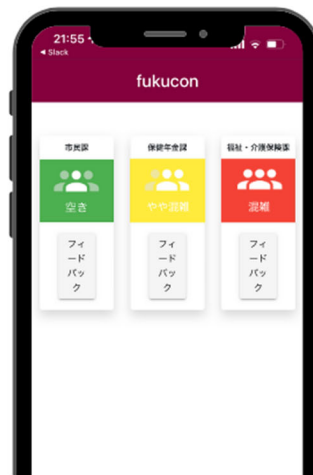 21:55
◀ Slack
fukucon
市民課
保健年金課
福祉・介護保険課
空き
やや混雑
混雑
フィ
ード
バッ
ク
フィ
ード
バッ
ク
フィ
ード
バッ
ク